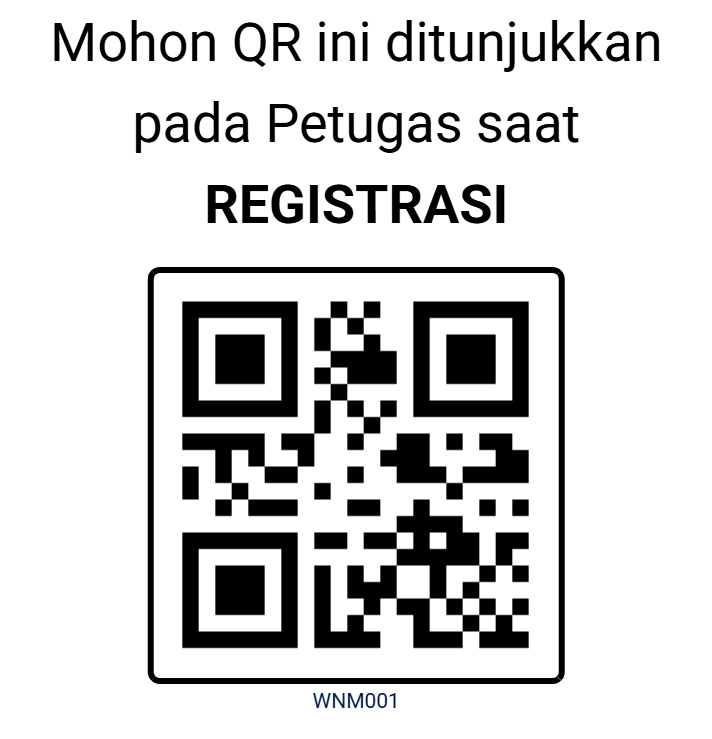 Mohon QR ini ditunjukkan
pada Petugas saat
REGISTRASI
WNM001